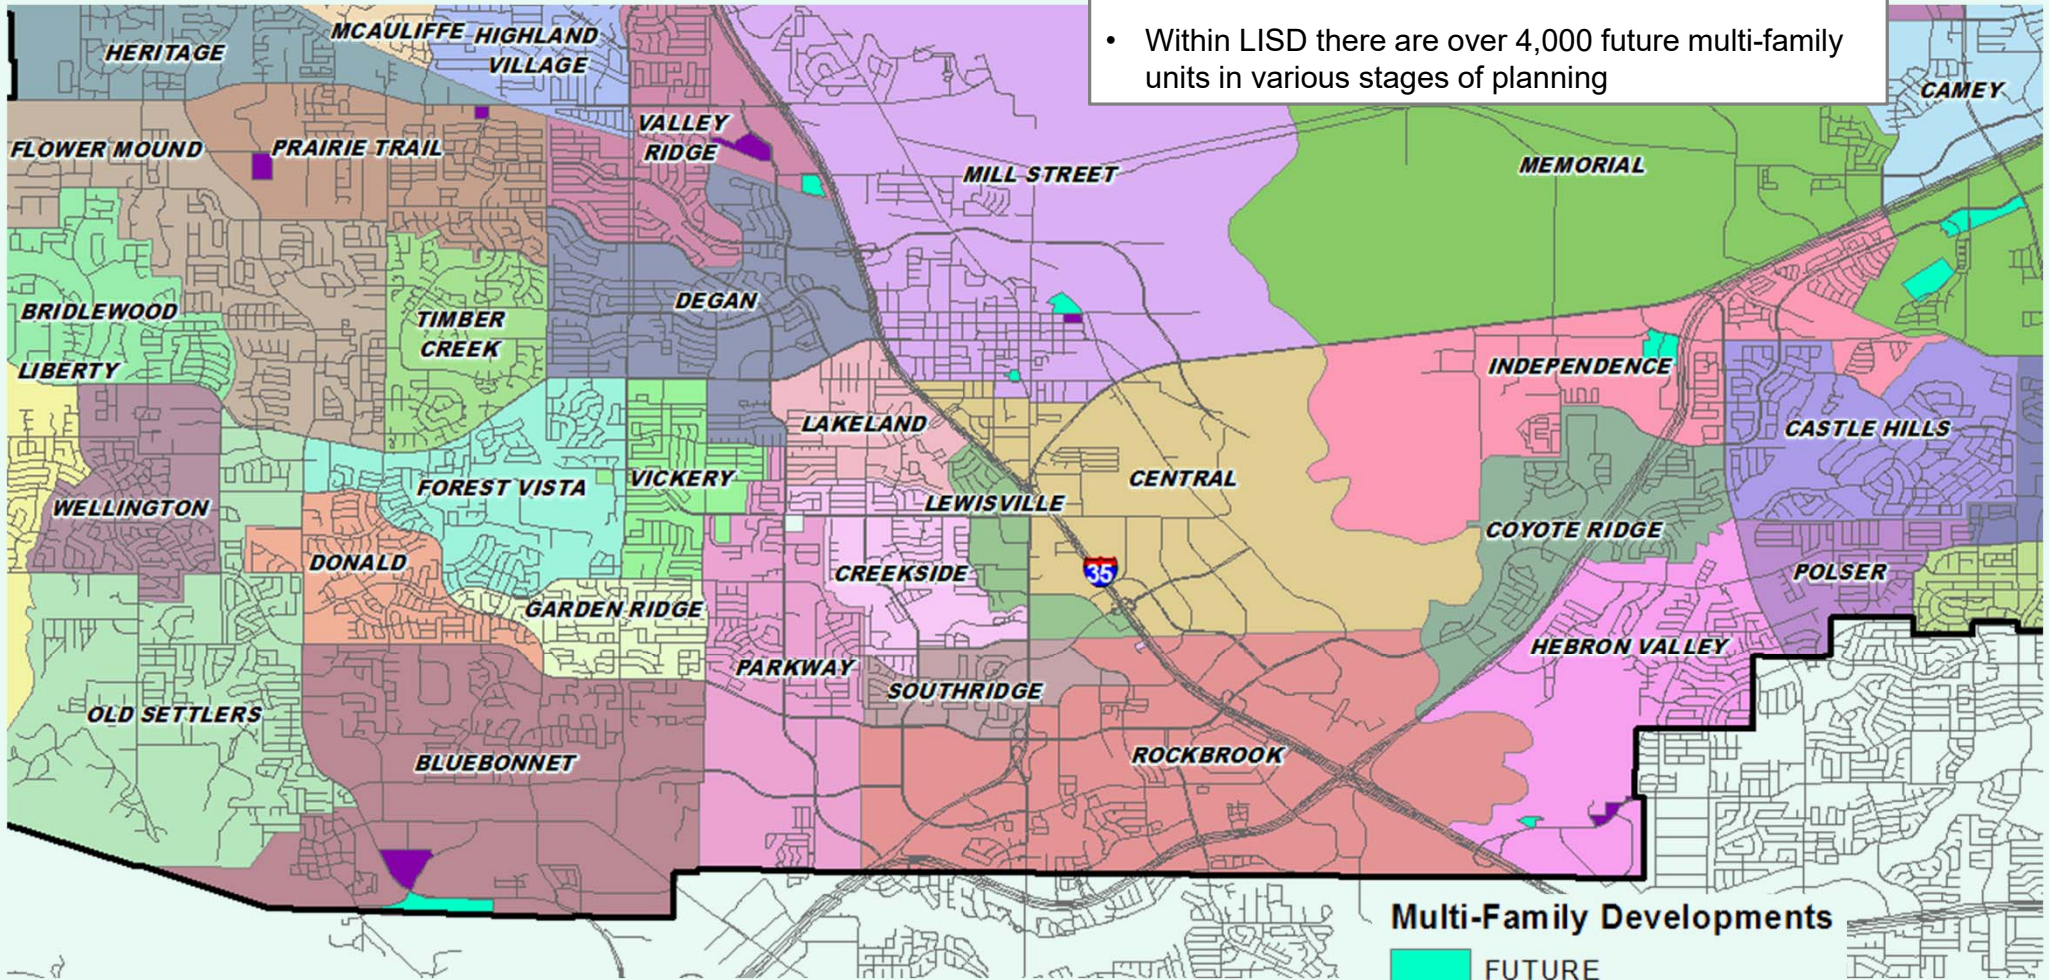 • Within LISD there are over 4,000 future multi-family
units in various stages of planning
HERITAGE
MCAULIFFE
HIGHLAND
VILLAGE
CAMEY
FLOWER MOUND
PRAIRIE TRAIL
VALLEY
RIDGE
MILL STREET
MEMORIAL
BRIDLEWOOD
TIMBER
CREEK
DEGAN
LIBERTY
INDEPENDENCE
LAKELAND
CASTLE HILLS
WELLINGTON
FOREST VISTA
VICKERY
LEWISVILLE
CENTRAL
COYOTE RIDGE
DONALD
CREEKSIDE
35
POLSER
GARDEN RIDGE
HEBRON VALLEY
PARKWAY
SOUTHRIDGE
OLD SETTLERS
BLUEBONNET
ROCKBROOK
Multi-Family Developments
FUTURE